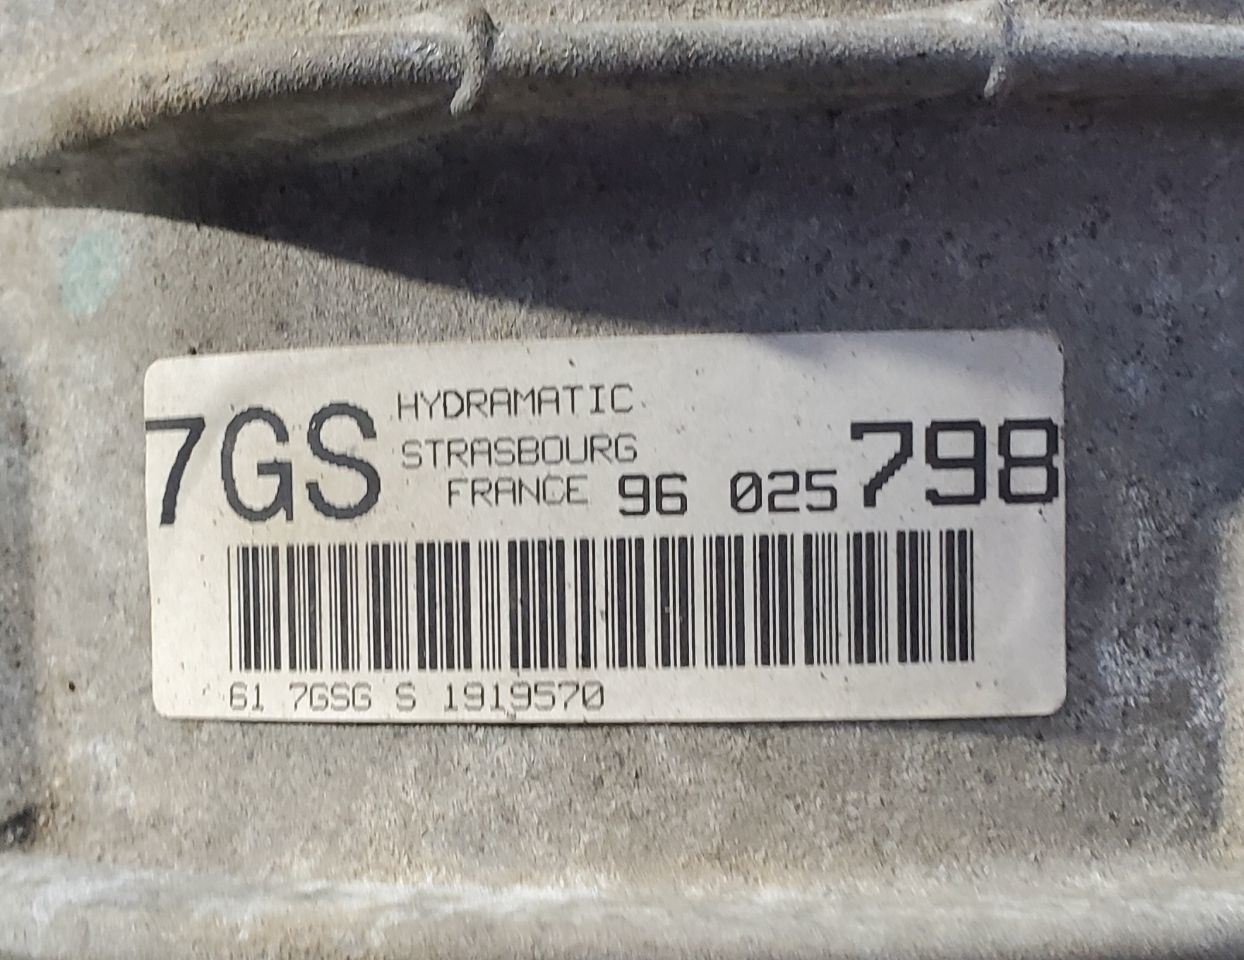 7GS HYDRAMATIC
STRASBOURG
FRANCE 96 025 798
61 7GSG S 1919570